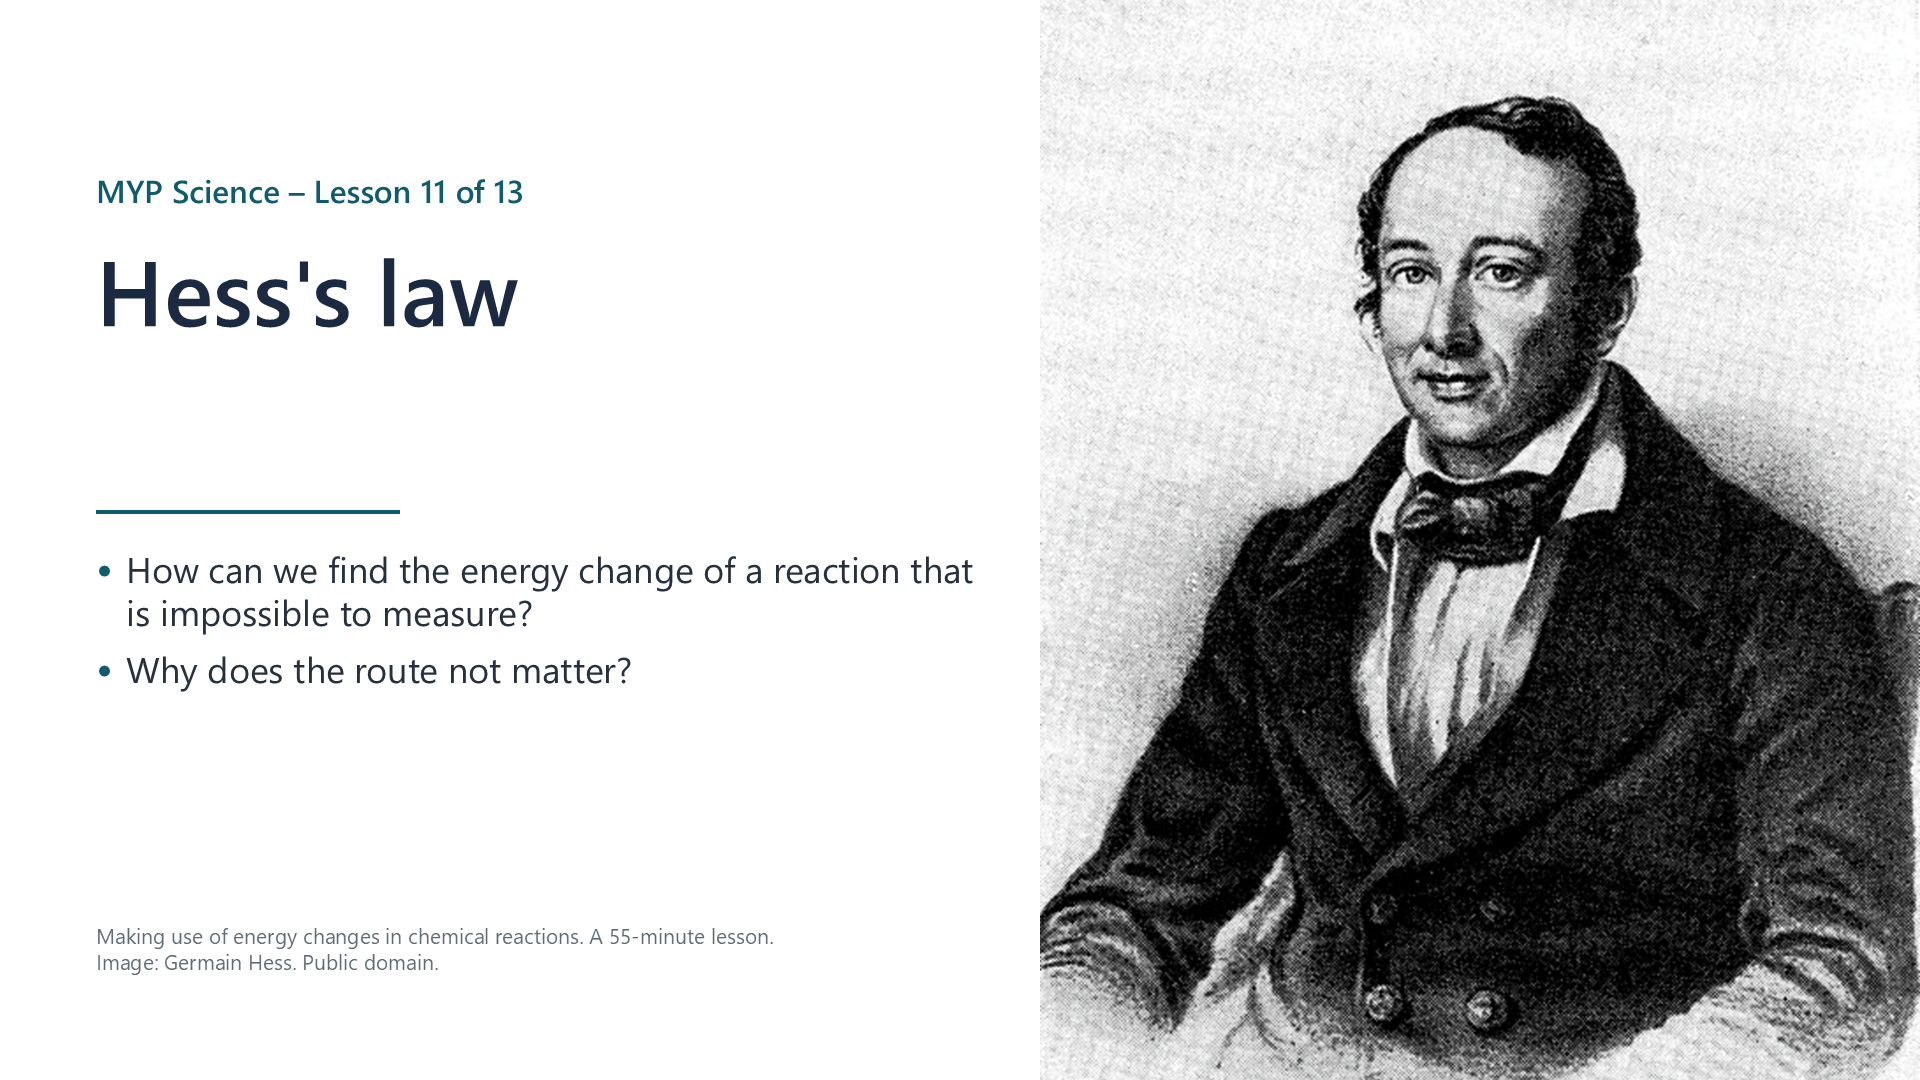 MYP Science – Lesson 11 of 13
Hess's law
• How can we find the energy change of a reaction that
is impossible to measure?
• Why does the route not matter?
Making use of energy changes in chemical reactions. A 55-minute lesson.
Image: Germain Hess. Public domain.